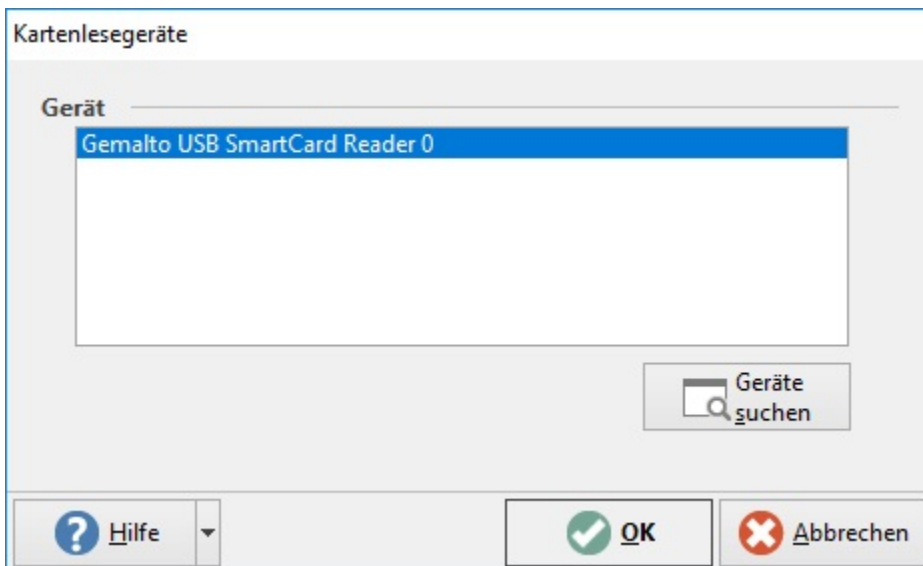 Kartenlesegeräte
Gerät
Gemalto USB SmartCard Reader 0
Geräte
suchen
Hilfe
OK
Abbrechen